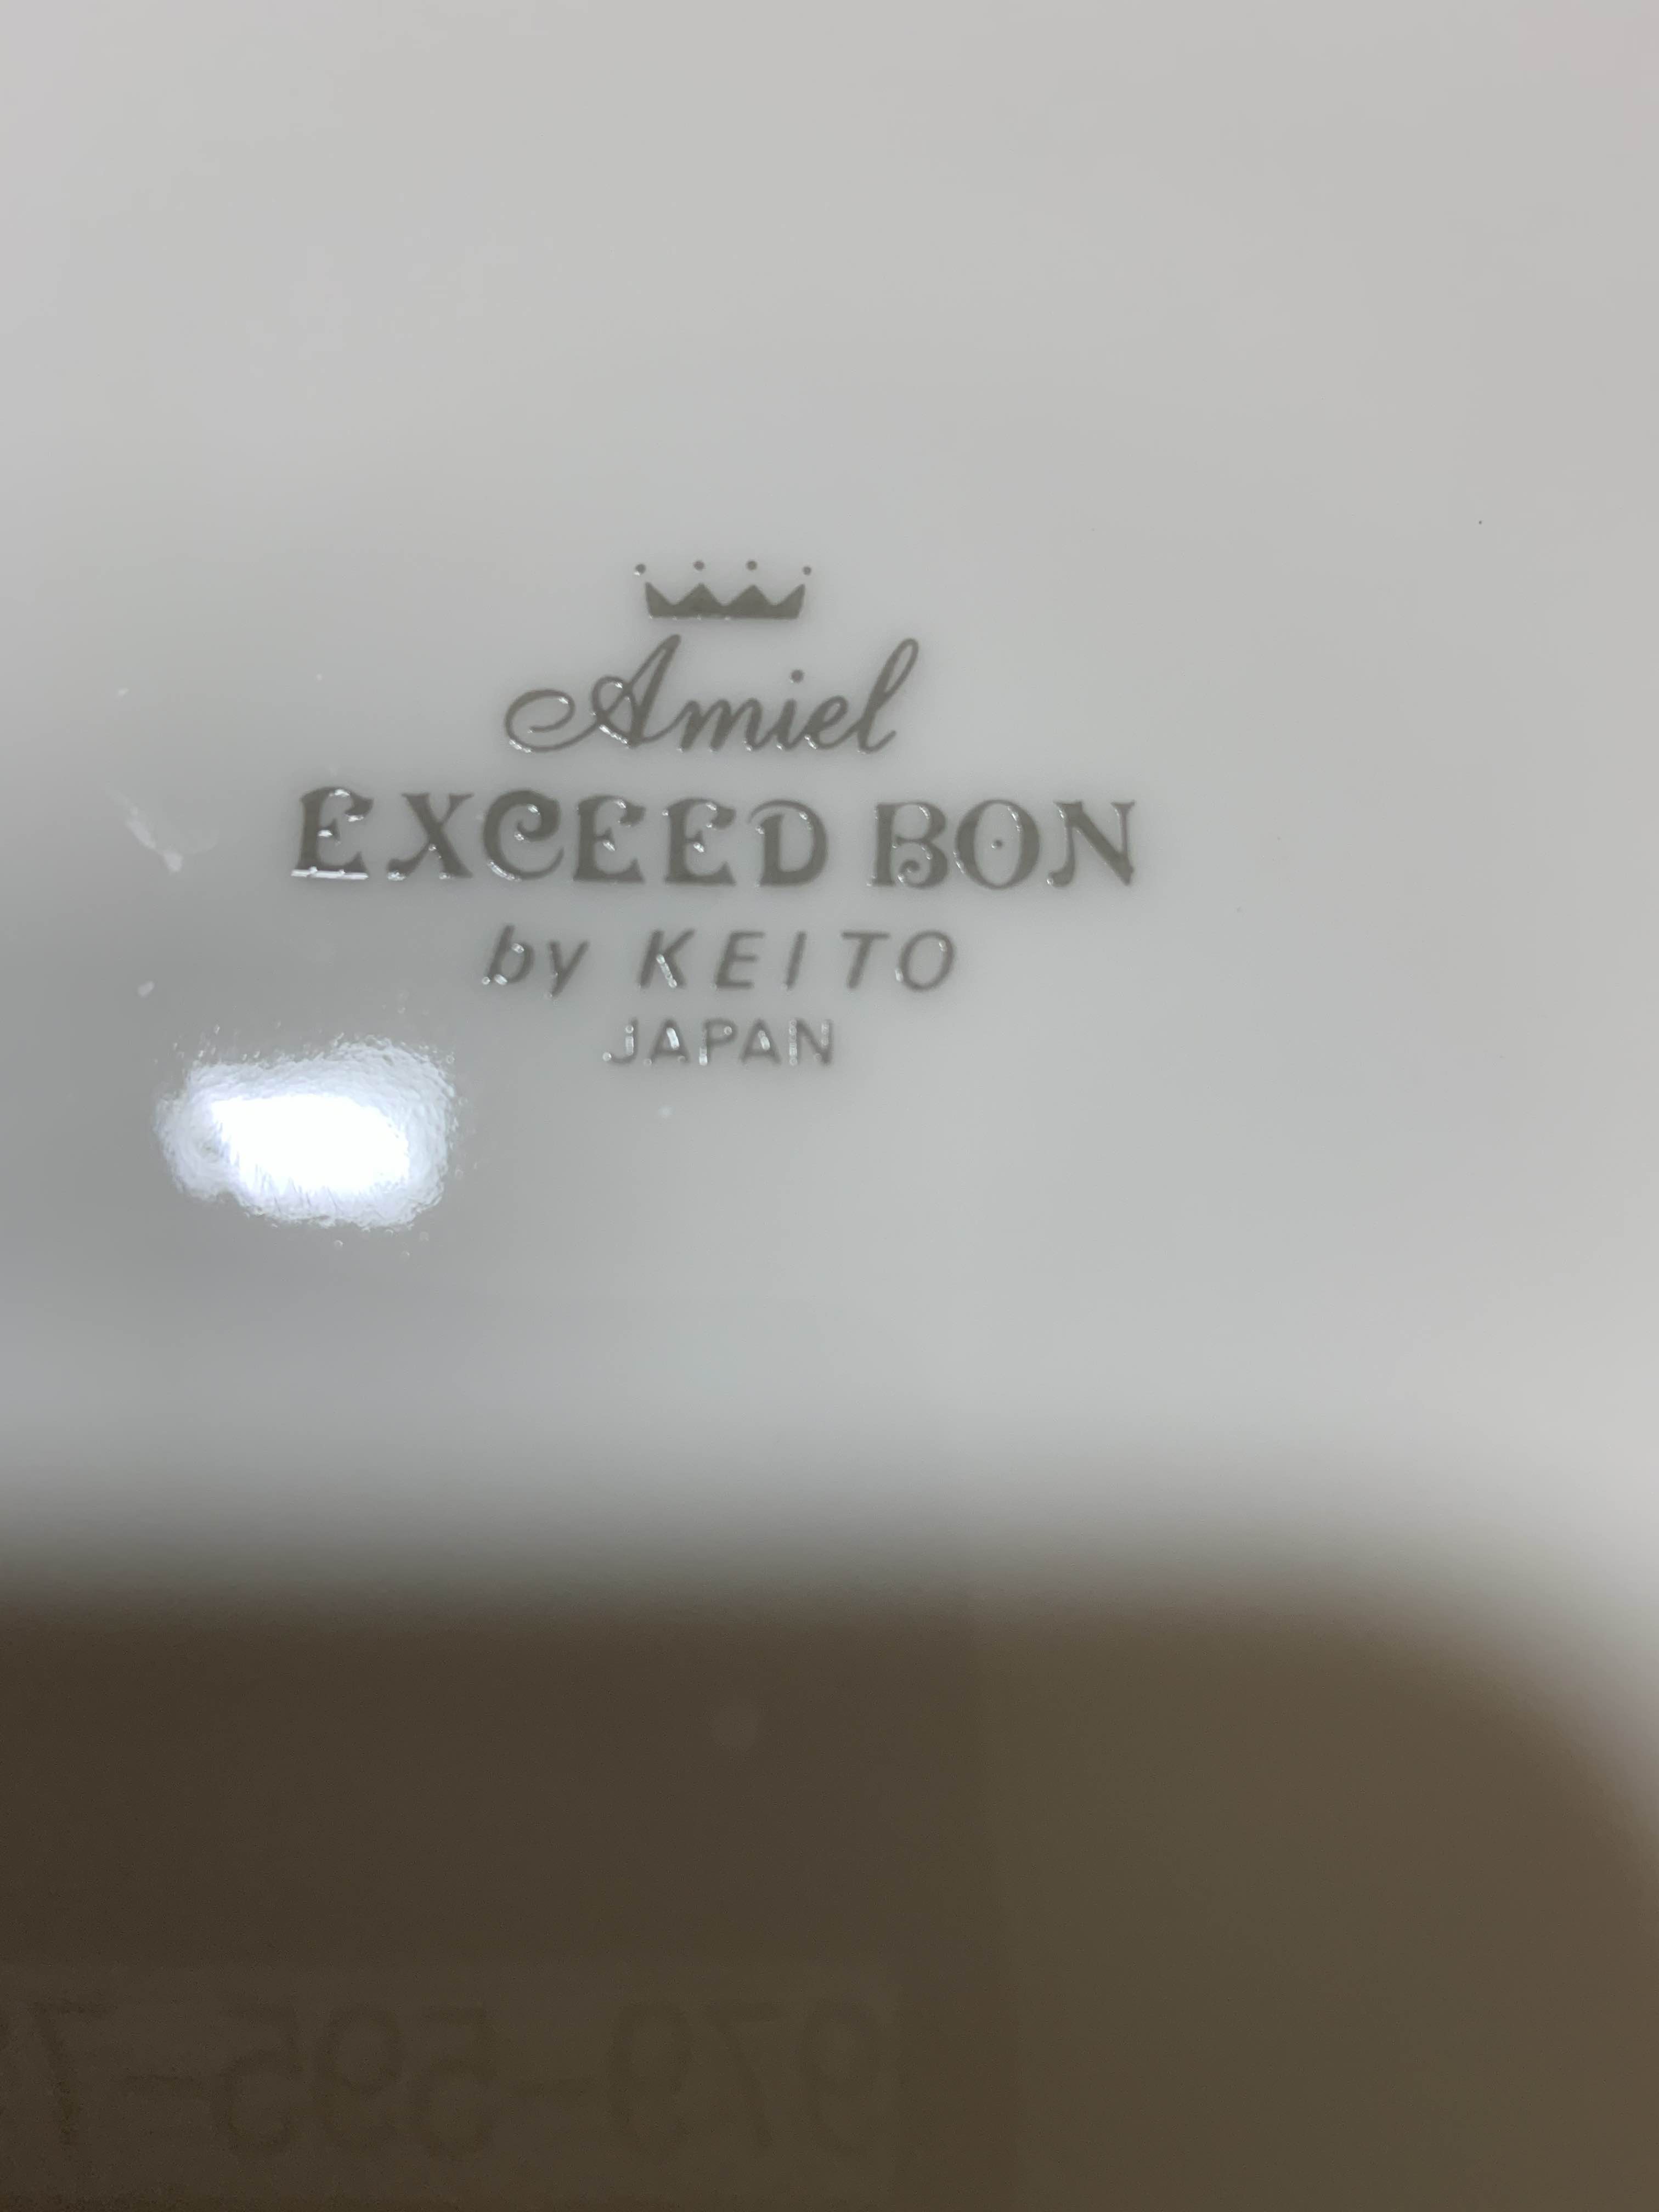 Amiel
EXCEED BON
by KEITO
JAPAN